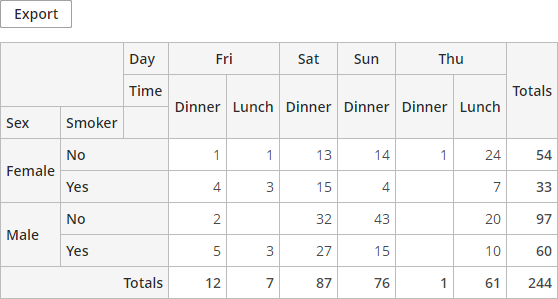 Export
Day Fri Sat Sun Thu Totals
Time Dinner Lunch Dinner Dinner Dinner Lunch
Sex Smoker
Female No 1 1 13 14 1 24 54
Yes 4 3 15 4 7 33
Male No 2 32 43 20 97
Yes 5 3 27 15 10 60
Totals 12 7 87 76 1 61 244